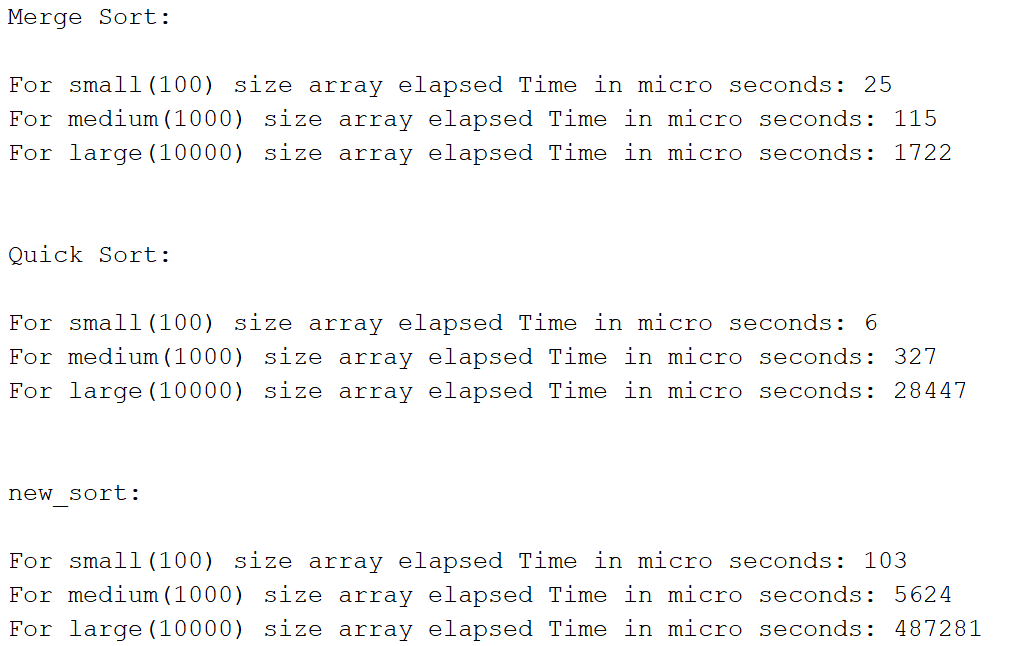 Merge Sort:
For small(100) size array elapsed Time in micro seconds: 25
For medium(1000) size array elapsed Time in micro seconds: 115
For large(10000) size array elapsed Time in micro seconds: 1722
Quick Sort:
For small(100) size array elapsed Time in micro seconds: 6
For medium(1000) size array elapsed Time in micro seconds: 327
For large(10000) size array elapsed Time in micro seconds: 28447
new_sort:
For small(100) size array elapsed Time in micro seconds: 103
For medium(1000) size array elapsed Time in micro seconds: 5624
For large(10000) size array elapsed Time in micro seconds: 487281